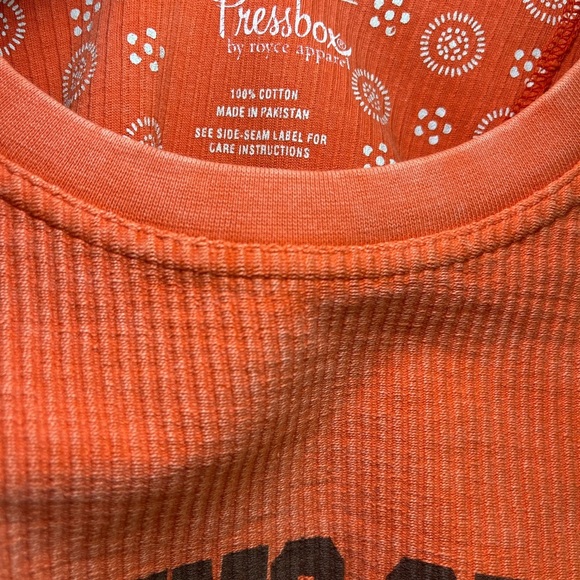 Pressbox®
by royce apparel
100% COTTON
MADE IN PAKISTAN
SEE SIDE-SEAM LABEL FOR
CARE INSTRUCTIONS